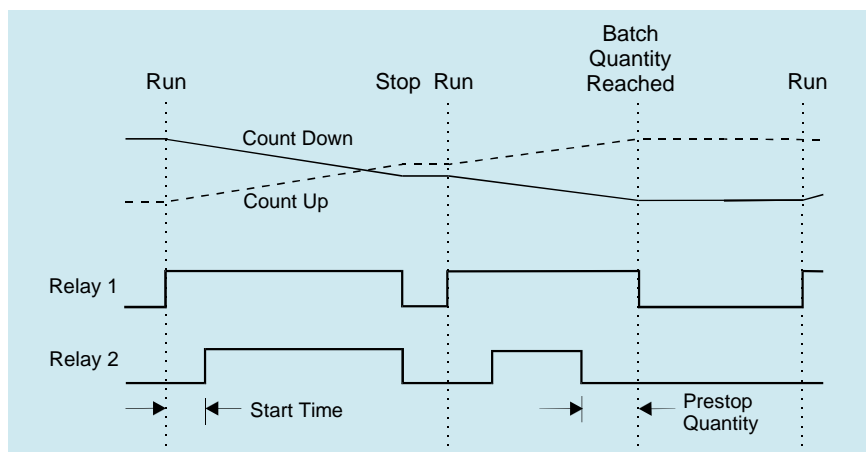 Batch
Quantity
Reached
Run
Stop Run
Run
Count Down
Count Up
Relay 1
Relay 2
Start Time
Prestop
Quantity